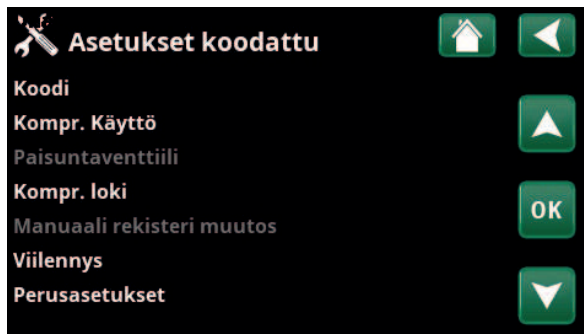 Asetukset koodattu
Koodi
Kompr. Käyttö
Paisuntaventtiili
Kompr. loki
OK
Manuaali rekisteri muutos
Viilennys
Perusasetukset